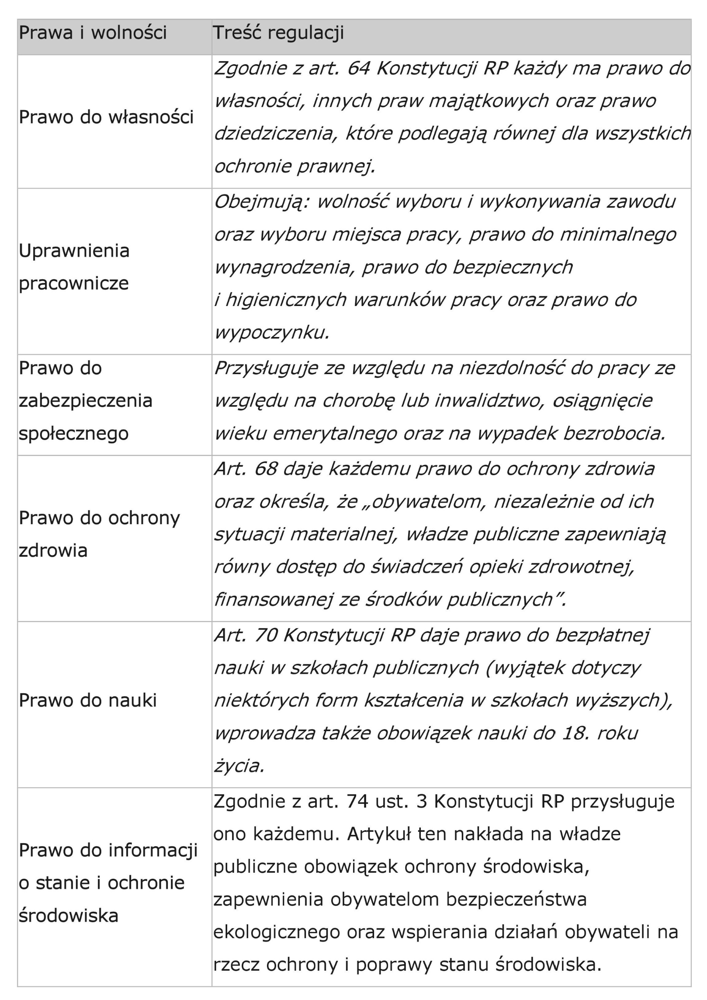 Prawa i wolności
Treść regulacji
Prawo do własności
Zgodnie z art. 64 Konstytucji RP każdy ma prawo do
własności, innych praw majątkowych oraz prawo
dziedziczenia, które podlegają równej dla wszystkich
ochronie prawnej.
Uprawnienia
pracownicze
Obejmują: wolność wyboru i wykonywania zawodu
oraz wyboru miejsca pracy, prawo do minimalnego
wynagrodzenia, prawo do bezpiecznych
i higienicznych warunków pracy oraz prawo do
wypoczynku.
Prawo do
zabezpieczenia
społecznego
Przysługuje ze względu na niezdolność do pracy ze
względu na chorobę lub inwalidztwo, osiągnięcie
wieku emerytalnego oraz na wypadek bezrobocia.
Prawo do ochrony
zdrowia
Art. 68 daje każdemu prawo do ochrony zdrowia
oraz określa, że „obywatelom, niezależnie od ich
sytuacji materialnej, władze publiczne zapewniają
równy dostęp do świadczeń opieki zdrowotnej,
finansowanej ze środków publicznych”.
Prawo do nauki
Art. 70 Konstytucji RP daje prawo do bezpłatnej
nauki w szkołach publicznych (wyjątek dotyczy
niektórych form kształcenia w szkołach wyższych),
wprowadza także obowiązek nauki do 18. roku
życia.
Prawo do informacji
o stanie i ochronie
środowiska
Zgodnie z art. 74 ust. 3 Konstytucji RP przysługuje
ono każdemu. Artykuł ten nakłada na władze
publiczne obowiązek ochrony środowiska,
zapewnienia obywatelom bezpieczeństwa
ekologicznego oraz wspierania działań obywateli na
rzecz ochrony i poprawy stanu środowiska.